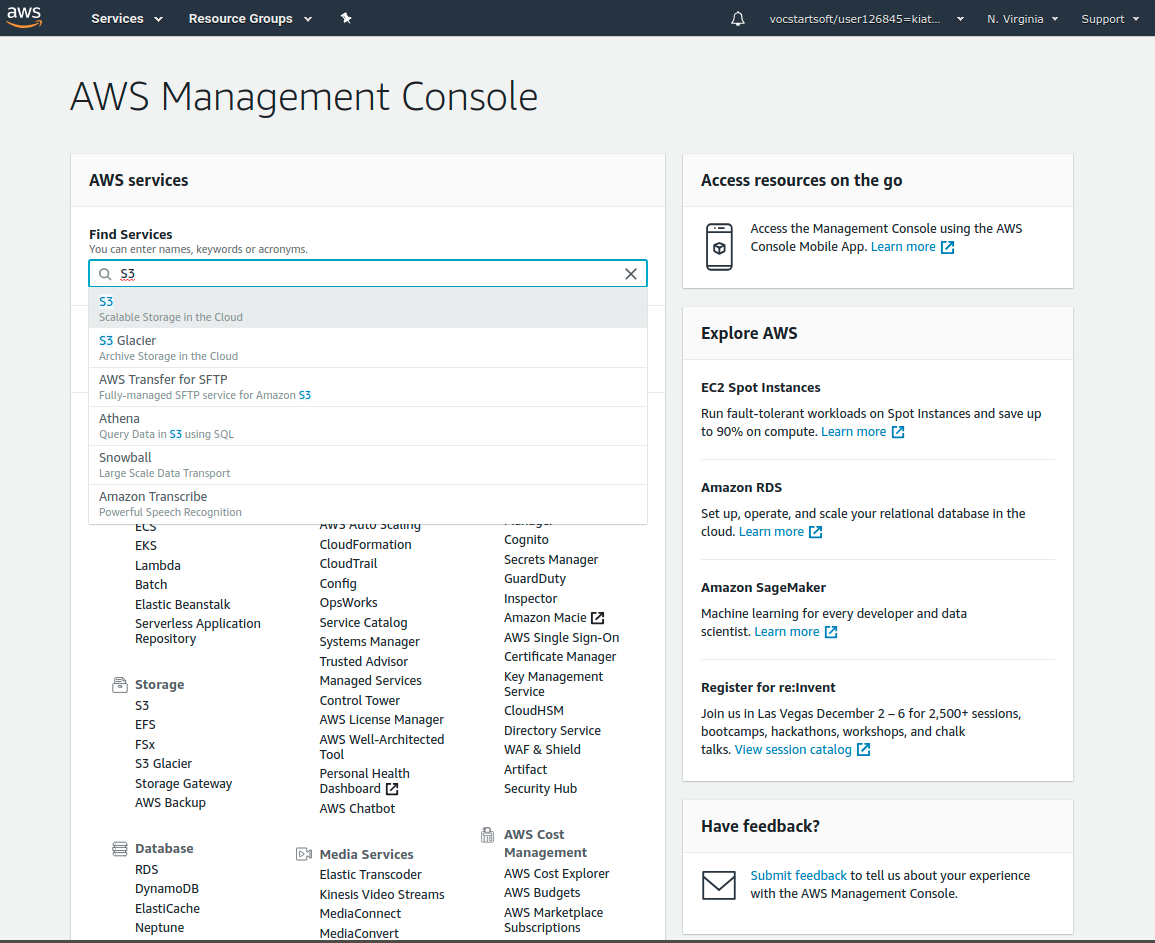 aws
Services
Resource Groups
vocstartsoft/user126845=kiat...
N. Virginia
Support
AWS Management Console
AWS services
Find Services
You can enter names, keywords or acronyms.
S3
S3
Scalable Storage in the Cloud
S3 Glacier
Archive Storage in the Cloud
AWS Transfer for SFTP
Fully-managed SFTP service for Amazon S3
Athena
Query Data in S3 using SQL
Snowball
Large Scale Data Transport
Amazon Transcribe
Powerful Speech Recognition
ECS
EKS
Lambda
Batch
Elastic Beanstalk
Serverless Application
Repository
Storage
S3
EFS
FSx
S3 Glacier
Storage Gateway
AWS Backup
Database
RDS
DynamoDB
ElastiCache
Neptune
AWS Auto Scaling
CloudFormation
CloudTrail
Config
OpsWorks
Service Catalog
Systems Manager
Trusted Advisor
Managed Services
Control Tower
AWS License Manager
AWS Well-Architected
Tool
Personal Health
Dashboard
AWS Chatbot
Media Services
Elastic Transcoder
Kinesis Video Streams
MediaConnect
MediaConvert
Manager
Cognito
Secrets Manager
GuardDuty
Inspector
Amazon Macie
AWS Single Sign-On
Certificate Manager
Key Management
Service
CloudHSM
Directory Service
WAF & Shield
Artifact
Security Hub
AWS Cost
Management
AWS Cost Explorer
AWS Budgets
AWS Marketplace
Subscriptions
Access resources on the go
Access the Management Console using the AWS
Console Mobile App. Learn more
Explore AWS
EC2 Spot Instances
Run fault-tolerant workloads on Spot Instances and save up
to 90% on compute. Learn more
Amazon RDS
Set up, operate, and scale your relational database in the
cloud. Learn more
Amazon SageMaker
Machine learning for every developer and data
scientist. Learn more
Register for re:Invent
Join us in Las Vegas December 2 – 6 for 2,500+ sessions,
bootcamps, hackathons, workshops, and chalk
talks. View session catalog
Have feedback?
Submit feedback to tell us about your experience
with the AWS Management Console.